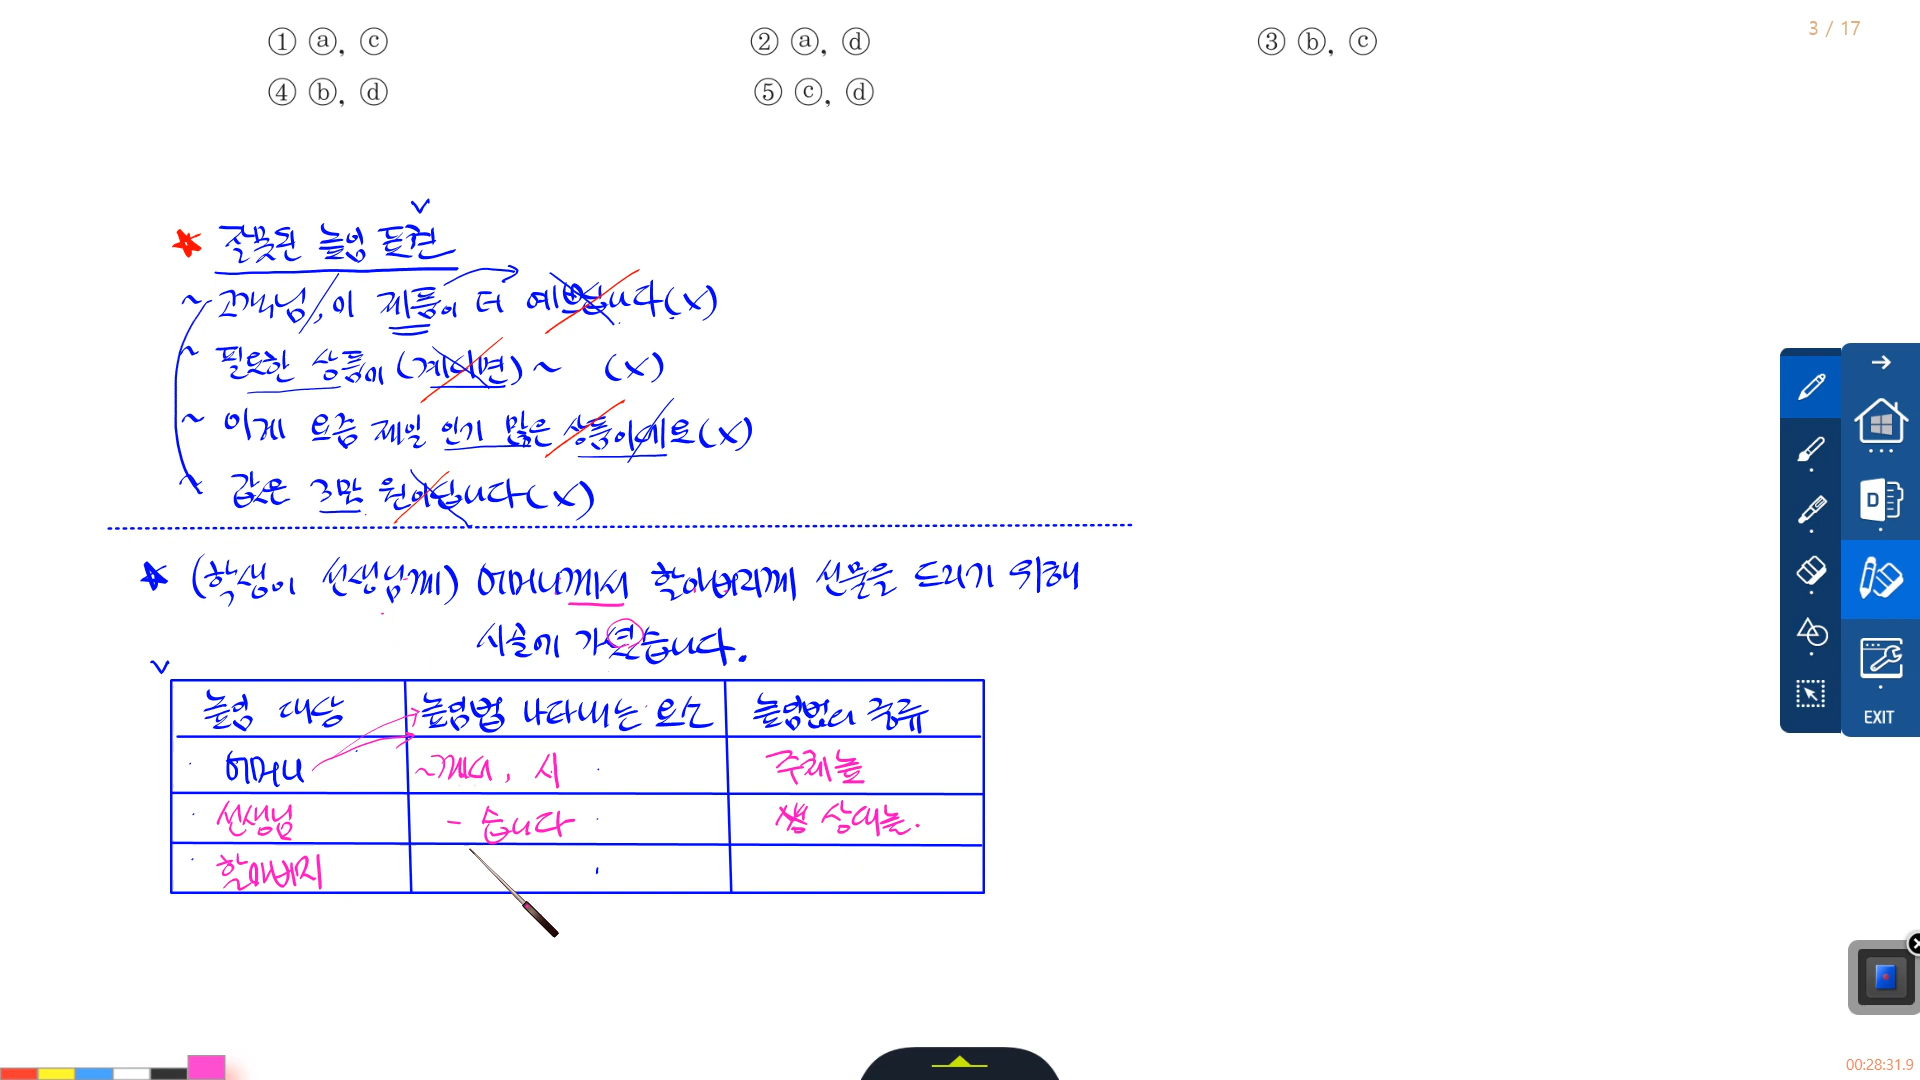 ① ⓐ, ⓒ ② ⓐ, ⓓ ③ ⓑ, ⓒ
④ ⓑ, ⓓ ⑤ ⓒ, ⓓ
3 / 17
∨
★ 잘못된 높임 표현
~ 고객님, 이 제품이 더 예쁘십니다(X)
~ 필요한 상품이 (계시면) ~ (X)
~ 이게 요즘 제일 인기 많은 상품이세요(X)
~ 값은 3만 원이십니다(X)
★ (학생이 선생님께) 어머니께서 할아버지께 선물을 드리기 위해
시골에 가셨습니다.
∨
높임 대상 높임법 나타내는 요소 높임법의 종류
어머니 ~께서, 시 주체높
선생님 - 습니다 상대높.
할아버지
D
EXIT
00:28:31.9